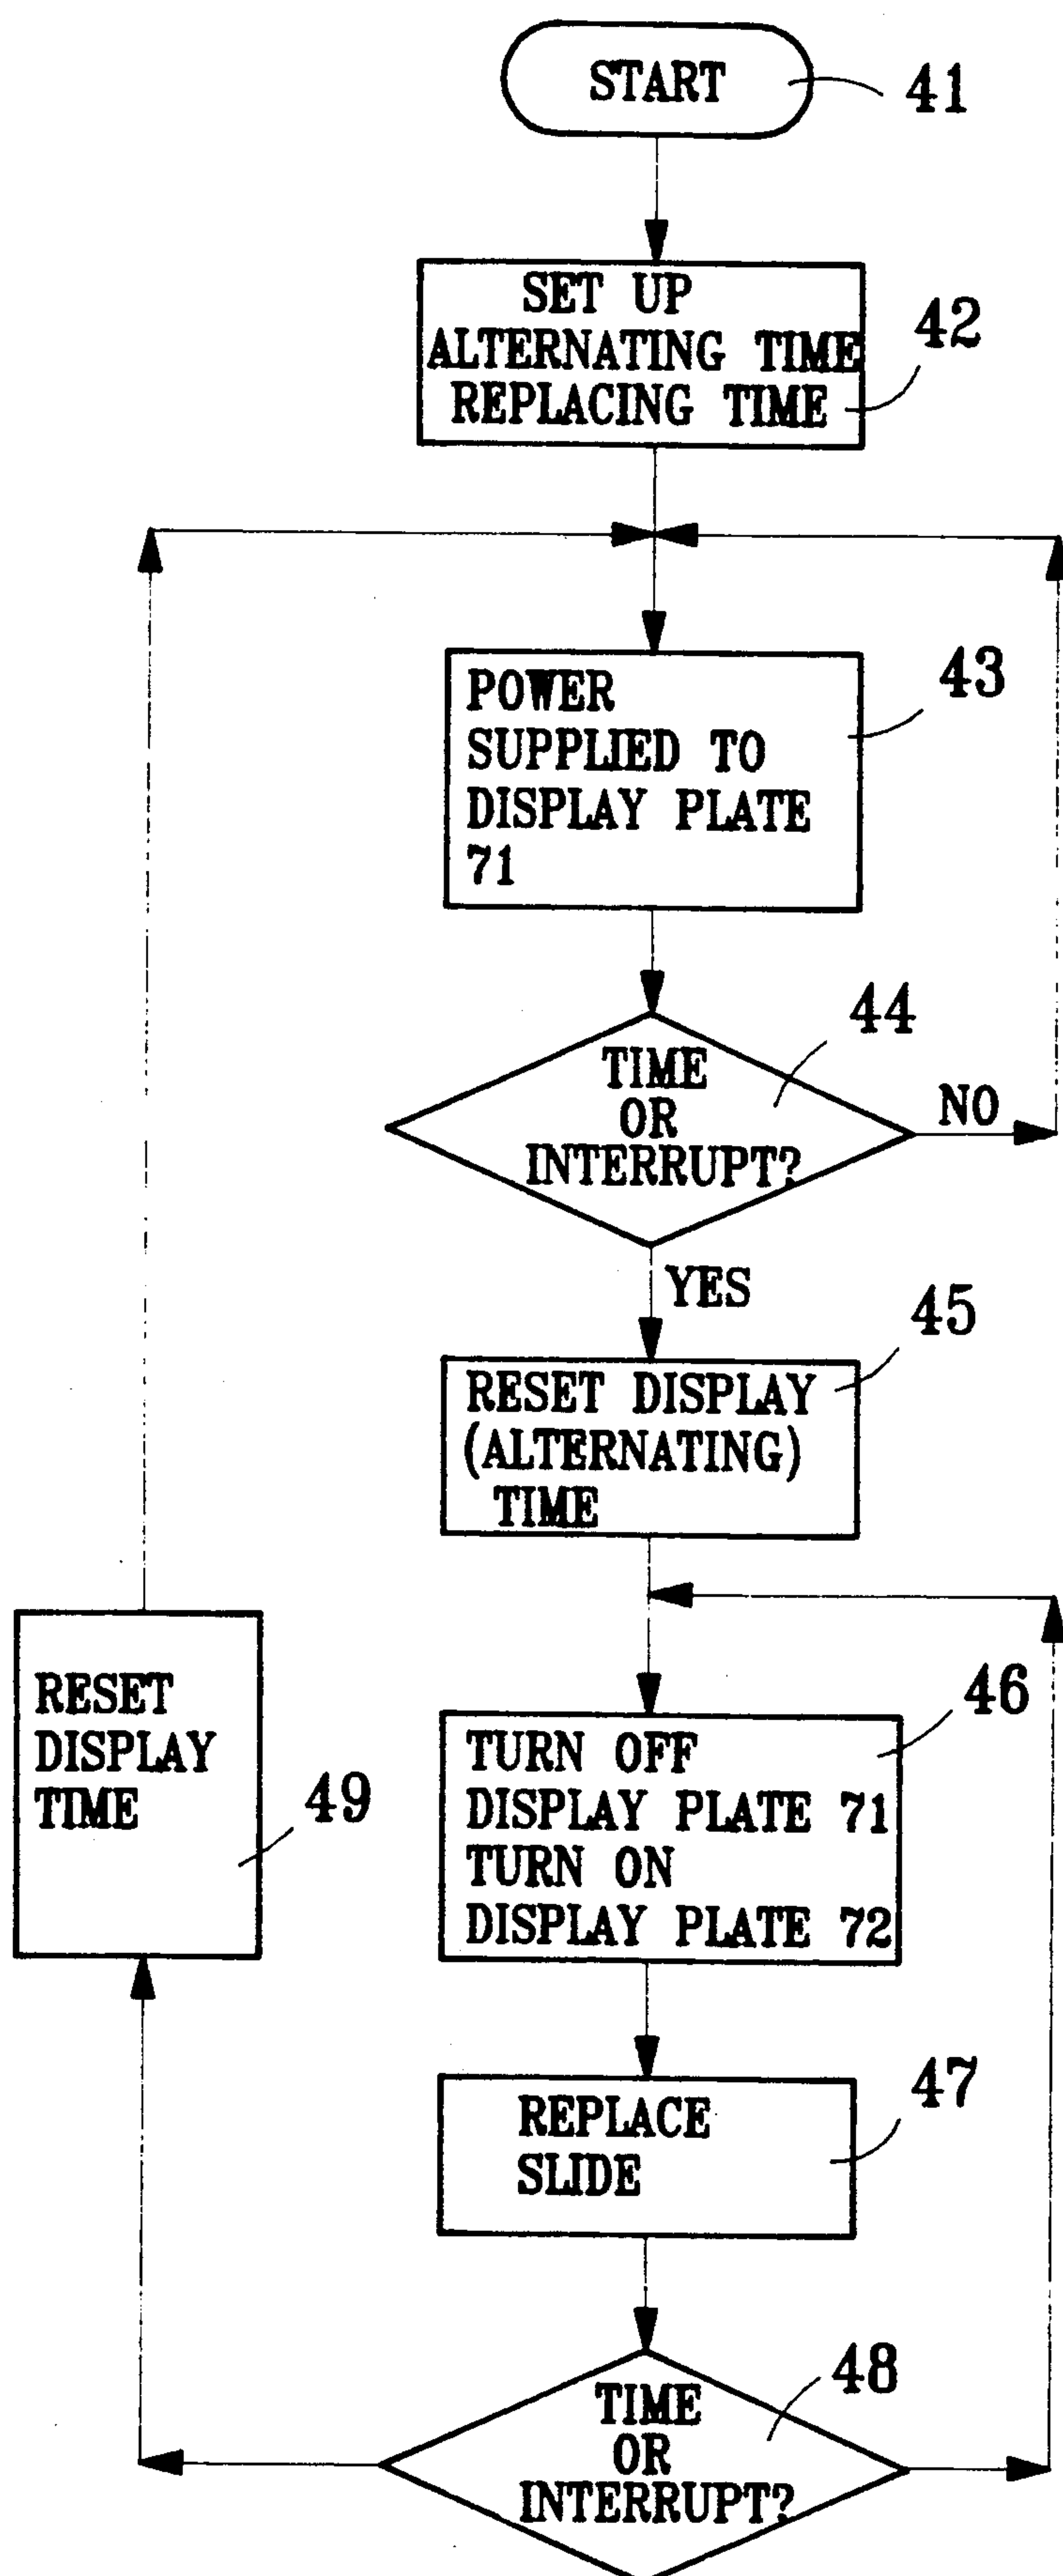 START
41
SET UP
ALTERNATING TIME
REPLACING TIME
42
POWER
SUPPLIED TO
DISPLAY PLATE
71
43
TIME
OR
INTERRUPT?
44
NO
YES
RESET DISPLAY
(ALTERNATING)
TIME
45
TURN OFF
DISPLAY PLATE 71
TURN ON
DISPLAY PLATE 72
46
RESET
DISPLAY
TIME
49
REPLACE
SLIDE
47
TIME
OR
INTERRUPT?
48